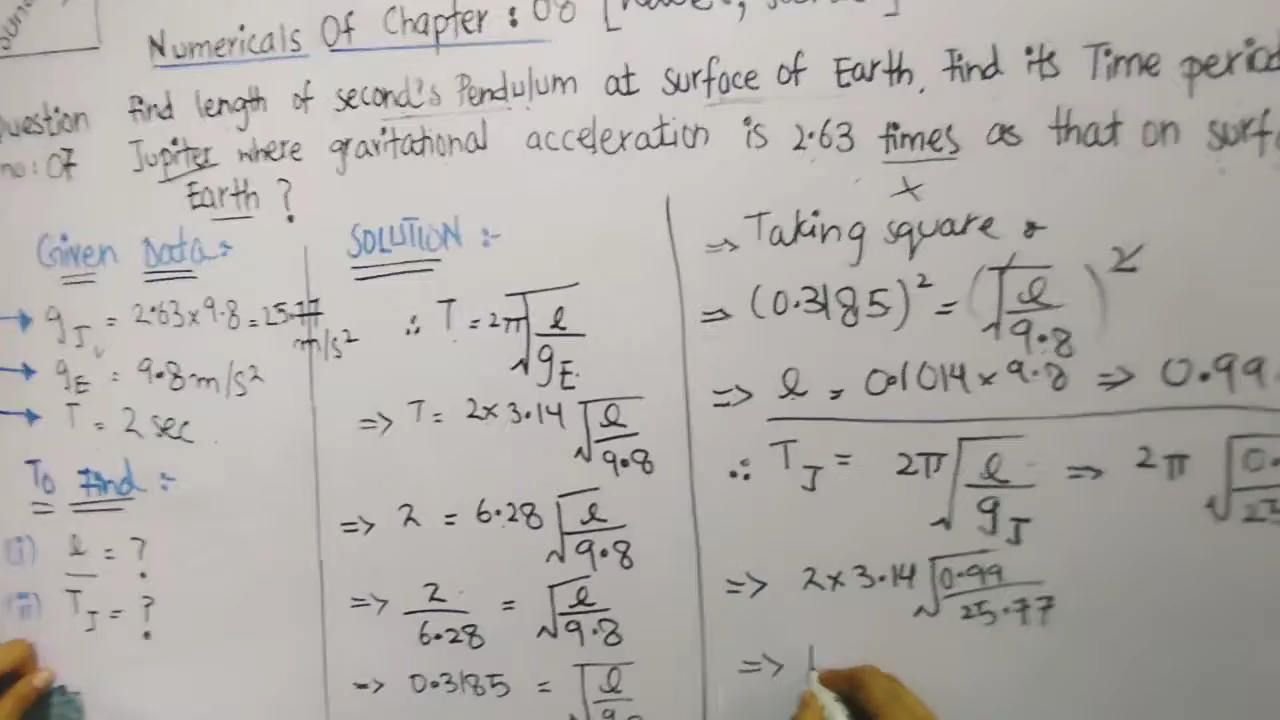 Numericals Of Chapter : 08 [
Question no: 07
find length of second's Pendulum at surface of Earth. Find its Time period
Jupiter where gravitational acceleration is 2.63 times as that on surf
Earth ?
x
Given Data:
→ gJ = 2.63 × 9.8 = 25.77 m/s²
→ gE = 9.8 m/s²
→ T = 2 sec
To Find :-
(i) l = ?
(ii) TJ = ?
SOLUTION :-
∴ T = 2π √(l/gE)
=> T = 2 × 3.14 √(l/9.8)
=> 2 = 6.28 √(l/9.8)
=> 2/6.28 = √(l/9.8)
=> 0.3185 = √(l/9.
=> Taking square
=> (0.3185)² = (√(l/9.8))²
=> l = 0.1014 × 9.8 => 0.99
∴ TJ = 2π √(l/gJ) => 2π √(0.
=> 2 × 3.14 √(0.99/25.77)
=>